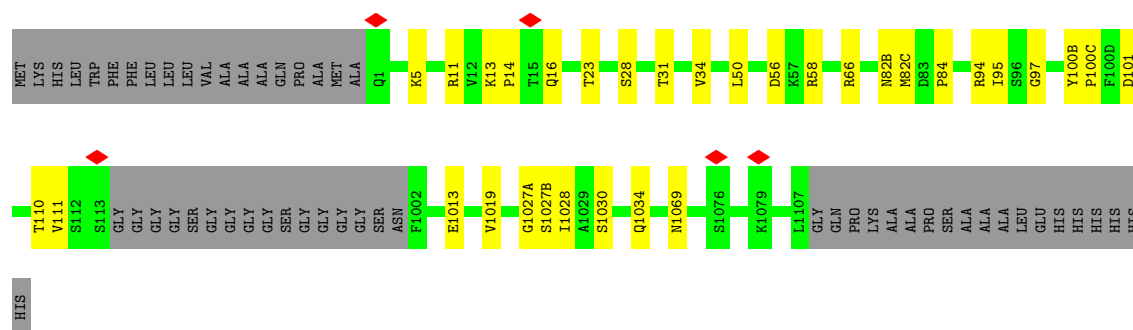 MET LYS HIS LEU TRP PHE PHE LEU LEU LEU VAL ALA ALA ALA GLN PRO ALA MET ALA Q1 K5 R11 V12 K13 P14 T15 Q16 T23 S28 T31 V34 L50 D56 K57 R58 R66 N82B M82C D83 P84 R94 I95 S96 G97 Y100B P100C F100D D101
T110 V111 S112 S113 GLY GLY GLY GLY SER GLY GLY GLY GLY SER GLY GLY GLY GLY SER ASN F1002 E1013 V1019 G1027A S1027B I1028 A1029 S1030 Q1034 N1069 S1076 K1079 L1107 GLY GLN PRO LYS ALA ALA PRO SER ALA ALA ALA LEU GLU HIS HIS HIS HIS HIS
HIS